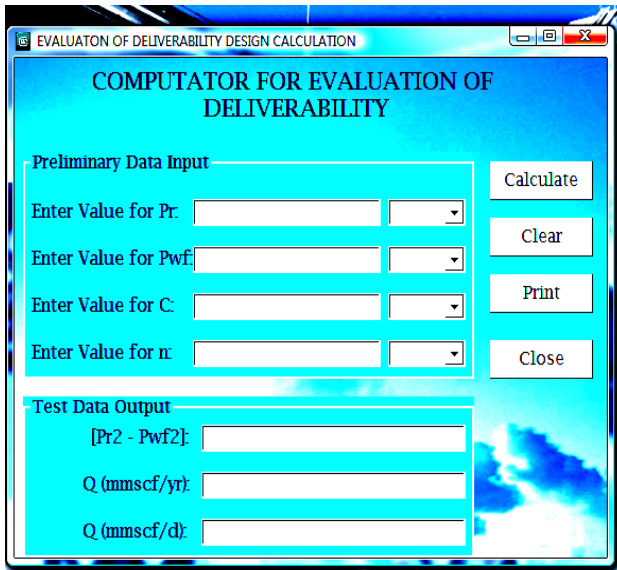 EVALUATON OF DELIVERABILITY DESIGN CALCULATION
COMPUTATOR FOR EVALUATION OF
DELIVERABILITY
Preliminary Data Input
Enter Value for Pr:
Enter Value for Pwf:
Enter Value for C:
Enter Value for n:
Calculate
Clear
Print
Close
Test Data Output
[Pr2 - Pwf2]:
Q (mmscf/yr):
Q (mmscf/d):